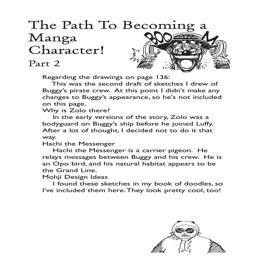 The Path To Becoming a
Manga
Character!
Part 2
BOO
M
Regarding the drawings on page 136:
This was the second draft of sketches I drew of
Buggy's pirate crew. At this point I didn't make any
changes to Buggy's appearance, so he's not included
on this page.
Why is Zolo there?
In the early versions of the story, Zolo was a
bodyguard on Buggy's ship before he joined Luffy.
After a lot of thought, I decided not to do it that
way.
Hachi the Messenger
Hachi the Messenger is a carrier pigeon. He
relays messages between Buggy and his crew. He is
an Opo bird, and his natural habitat appears to be
the Grand Line.
Mohji Design Ideas
I found these sketches in my book of doodles, so
I've included them here. They look pretty cool, too!